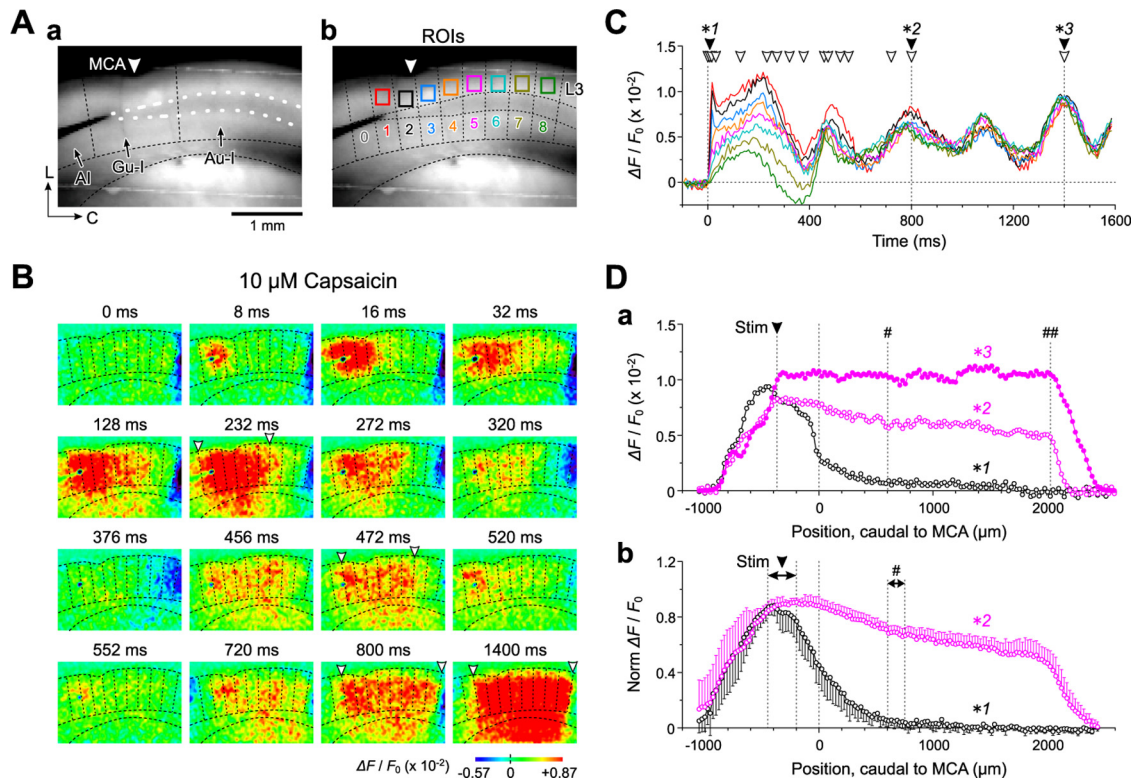 A
a
MCA
AI
Gu-I
Au-I
L
C
1 mm
b
ROIs
L3
0 1 2 3 4 5 6 7 8
B
10 µM Capsaicin
0 ms 8 ms 16 ms 32 ms
128 ms 232 ms 272 ms 320 ms
376 ms 456 ms 472 ms 520 ms
552 ms 720 ms 800 ms 1400 ms
ΔF / F0 (x 10-2)
-0.57 0 +0.87
C
*1 *2 *3
ΔF / F0 (x 10-2)
1.5
1.0
0.5
0
0 400 800 1200 1600
Time (ms)
D
a
Stim # ##
ΔF / F0 (x 10-2)
1.5
1.0
0.5
0
*3
*2
*1
-1000 0 1000 2000
Position, caudal to MCA (µm)
b
Stim #
Norm ΔF / F0
1.2
0.8
0.4
0
*2
*1
-1000 0 1000 2000
Position, caudal to MCA (µm)